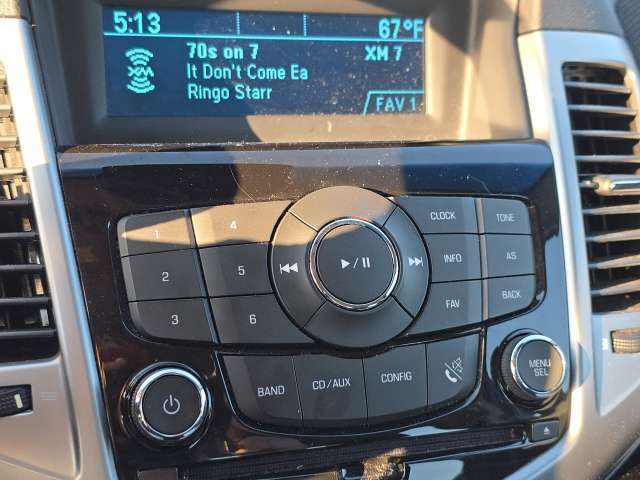 5:13 67°F
70s on 7 XM 7
XM It Don't Come Ea
Ringo Starr
FAV 1
1 4 CLOCK TONE
2 5 INFO AS
3 6 FAV BACK
BAND CD/AUX CONFIG MENU
SEL